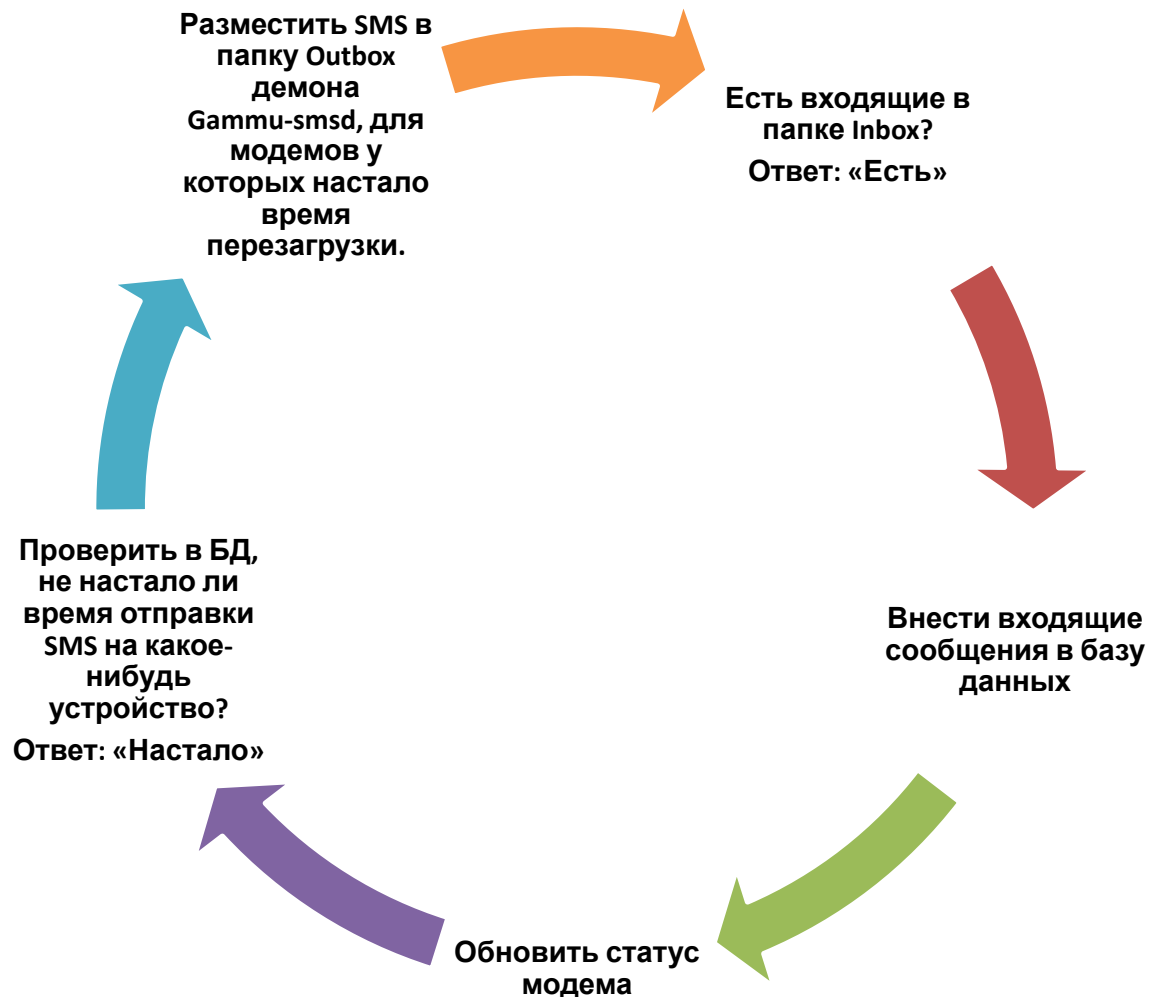 Разместить SMS в
папку Outbox
демона
Gammu-smsd, для
модемов у
которых настало
время
перезагрузки.
Есть входящие в
папке Inbox?
Ответ: «Есть»
Внести входящие
сообщения в базу
данных
Обновить статус
модема
Проверить в БД,
не настало ли
время отправки
SMS на какое-
нибудь
устройство?
Ответ: «Настало»